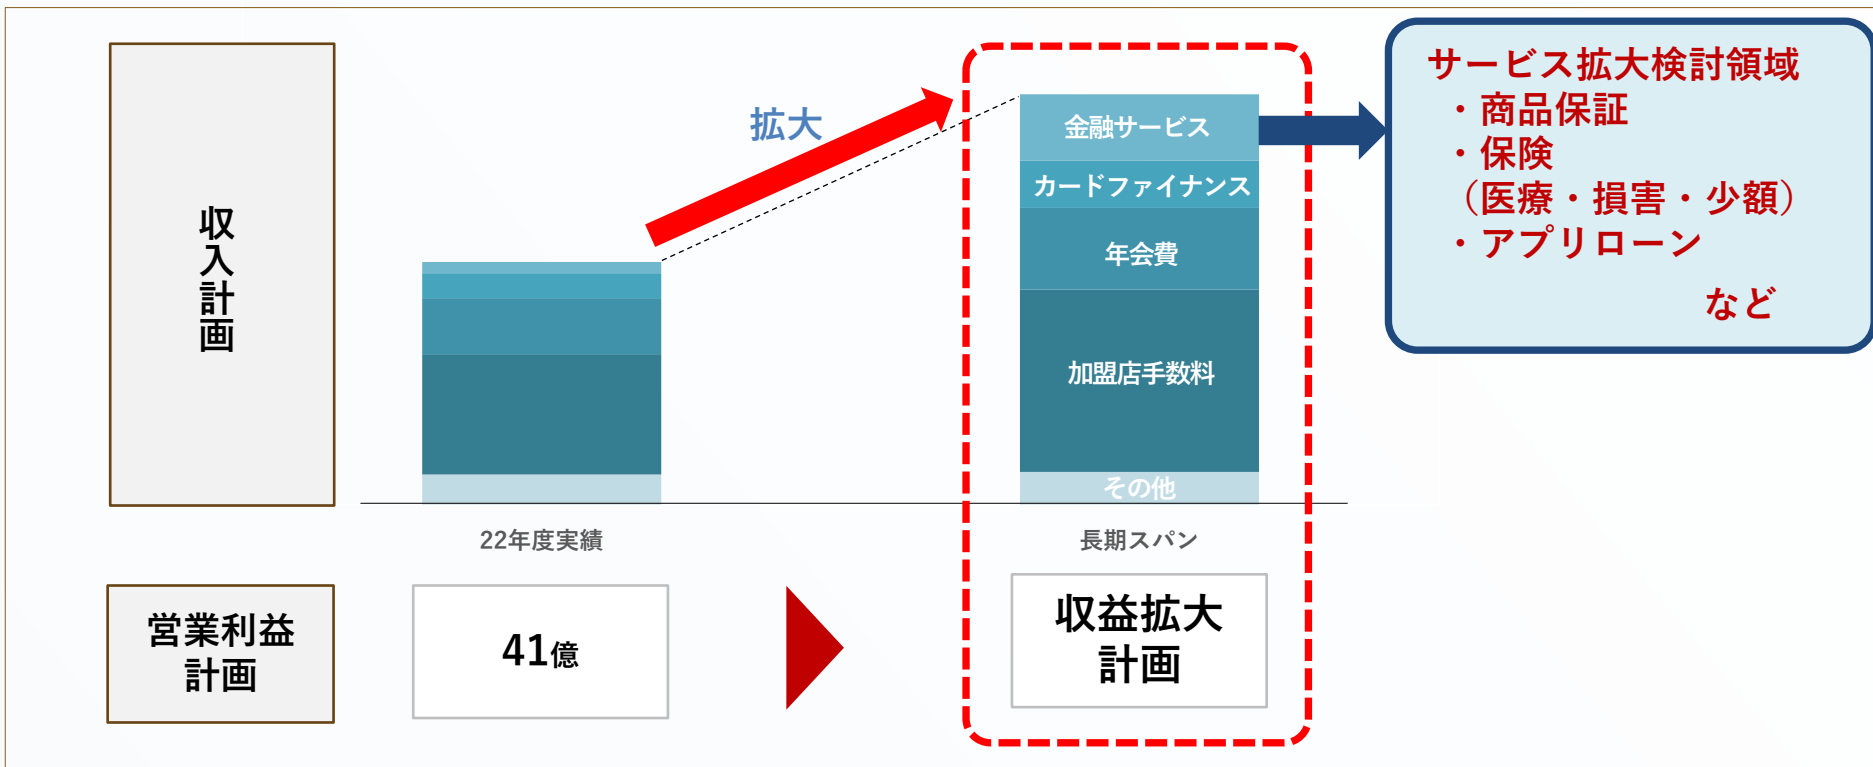 収入計画
拡大
金融サービス
カードファイナンス
年会費
加盟店手数料
その他
22年度実績
長期スパン
サービス拡大検討領域
・商品保証
・保険
（医療・損害・少額）
・アプリローン
など
営業利益
計画
41億
収益拡大
計画